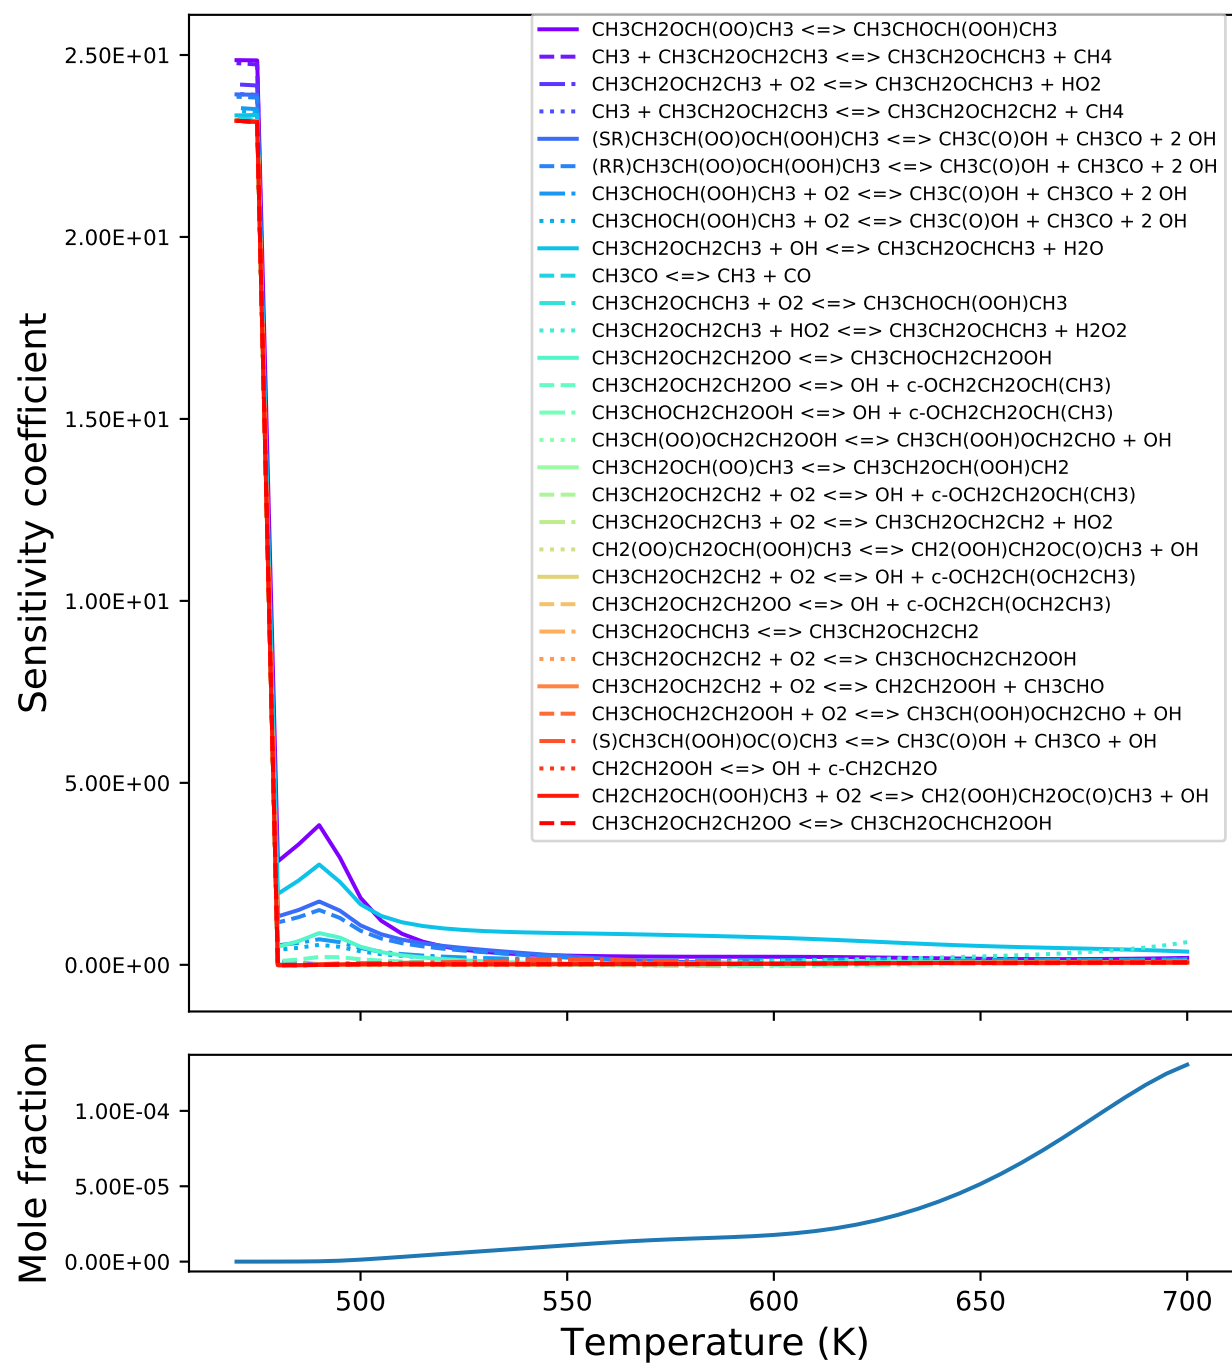 2.50E+01
2.00E+01
1.50E+01
1.00E+01
5.00E+00
0.00E+00
Sensitivity coefficient
CH3CH2OCH(OO)CH3 <=> CH3CHOCH(OOH)CH3
CH3 + CH3CH2OCH2CH3 <=> CH3CH2OCHCH3 + CH4
CH3CH2OCH2CH3 + O2 <=> CH3CH2OCHCH3 + HO2
CH3 + CH3CH2OCH2CH3 <=> CH3CH2OCH2CH2 + CH4
(SR)CH3CH(OO)OCH(OOH)CH3 <=> CH3C(O)OH + CH3CO + 2 OH
(RR)CH3CH(OO)OCH(OOH)CH3 <=> CH3C(O)OH + CH3CO + 2 OH
CH3CHOCH(OOH)CH3 + O2 <=> CH3C(O)OH + CH3CO + 2 OH
CH3CHOCH(OOH)CH3 + O2 <=> CH3C(O)OH + CH3CO + 2 OH
CH3CH2OCH2CH3 + OH <=> CH3CH2OCHCH3 + H2O
CH3CO <=> CH3 + CO
CH3CH2OCHCH3 + O2 <=> CH3CHOCH(OOH)CH3
CH3CH2OCH2CH3 + HO2 <=> CH3CH2OCHCH3 + H2O2
CH3CH2OCH2CH2OO <=> CH3CHOCH2CH2OOH
CH3CH2OCH2CH2OO <=> OH + c-OCH2CH2OCH(CH3)
CH3CHOCH2CH2OOH <=> OH + c-OCH2CH2OCH(CH3)
CH3CH(OO)OCH2CH2OOH <=> CH3CH(OOH)OCH2CHO + OH
CH3CH2OCH(OO)CH3 <=> CH3CH2OCH(OOH)CH2
CH3CH2OCH2CH2 + O2 <=> OH + c-OCH2CH2OCH(CH3)
CH3CH2OCH2CH3 + O2 <=> CH3CH2OCH2CH2 + HO2
CH2(OO)CH2OCH(OOH)CH3 <=> CH2(OOH)CH2OC(O)CH3 + OH
CH3CH2OCH2CH2 + O2 <=> OH + c-OCH2CH(OCH2CH3)
CH3CH2OCH2CH2OO <=> OH + c-OCH2CH(OCH2CH3)
CH3CH2OCHCH3 <=> CH3CH2OCH2CH2
CH3CH2OCH2CH2 + O2 <=> CH3CHOCH2CH2OOH
CH3CH2OCH2CH2 + O2 <=> CH2CH2OOH + CH3CHO
CH3CHOCH2CH2OOH + O2 <=> CH3CH(OOH)OCH2CHO + OH
(S)CH3CH(OOH)OC(O)CH3 <=> CH3C(O)OH + CH3CO + OH
CH2CH2OOH <=> OH + c-CH2CH2O
CH2CH2OCH(OOH)CH3 + O2 <=> CH2(OOH)CH2OC(O)CH3 + OH
CH3CH2OCH2CH2OO <=> CH3CH2OCHCH2OOH
1.00E-04
5.00E-05
0.00E+00
Mole fraction
500
550
600
650
700
Temperature (K)